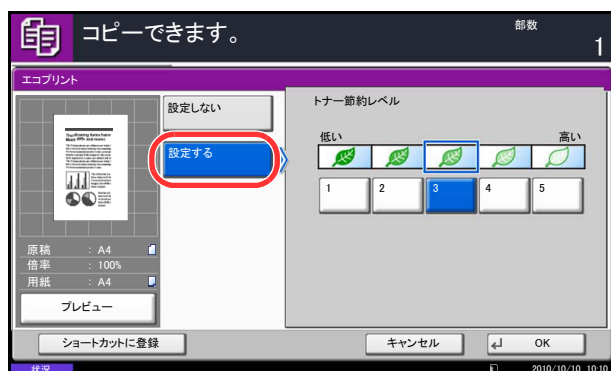 コピーできます。
部数
1
エコプリント
設定しない
設定する
トナー節約レベル
低い
高い
1 2 3 4 5
原稿 : A4
倍率 : 100%
用紙 : A4
プレビュー
ショートカットに登録
キャンセル
OK
状況
2010/10/10 10:10